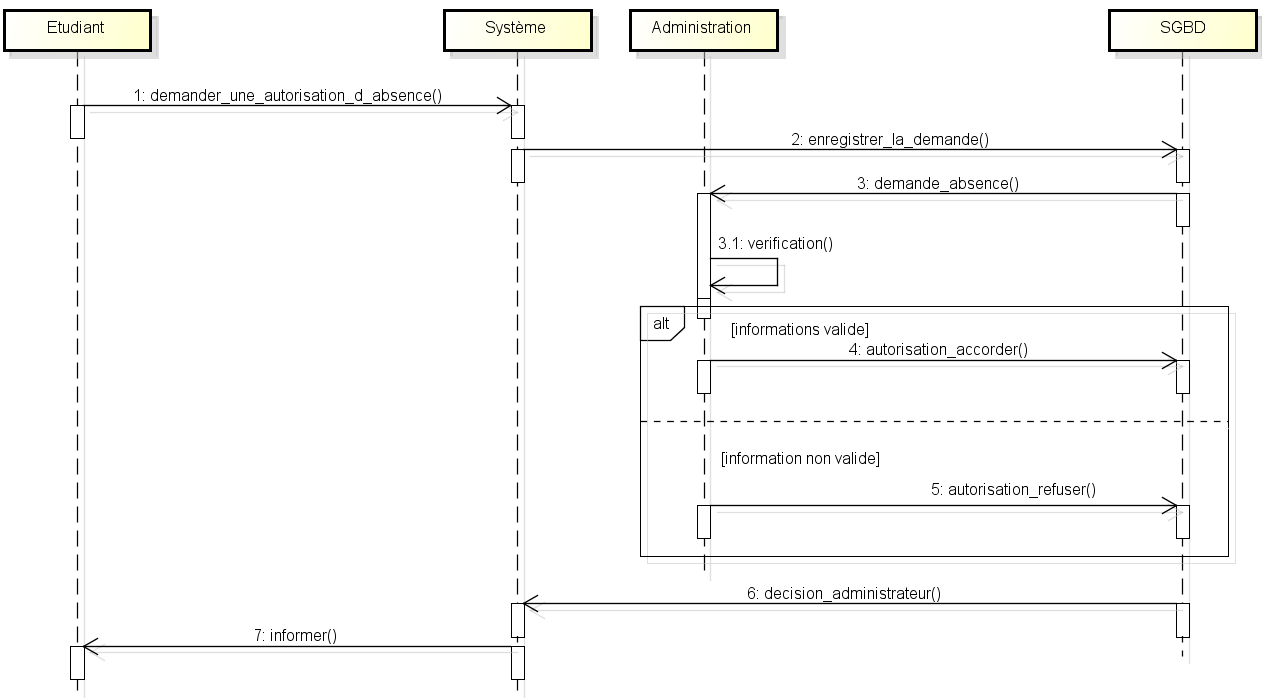 Etudiant
Système
Administration
SGBD
1: demander_une_autorisation_d_absence()
2: enregistrer_la_demande()
3: demande_absence()
3.1: verification()
alt
[informations valide]
4: autorisation_accorder()
[information non valide]
5: autorisation_refuser()
6: decision_administrateur()
7: informer()